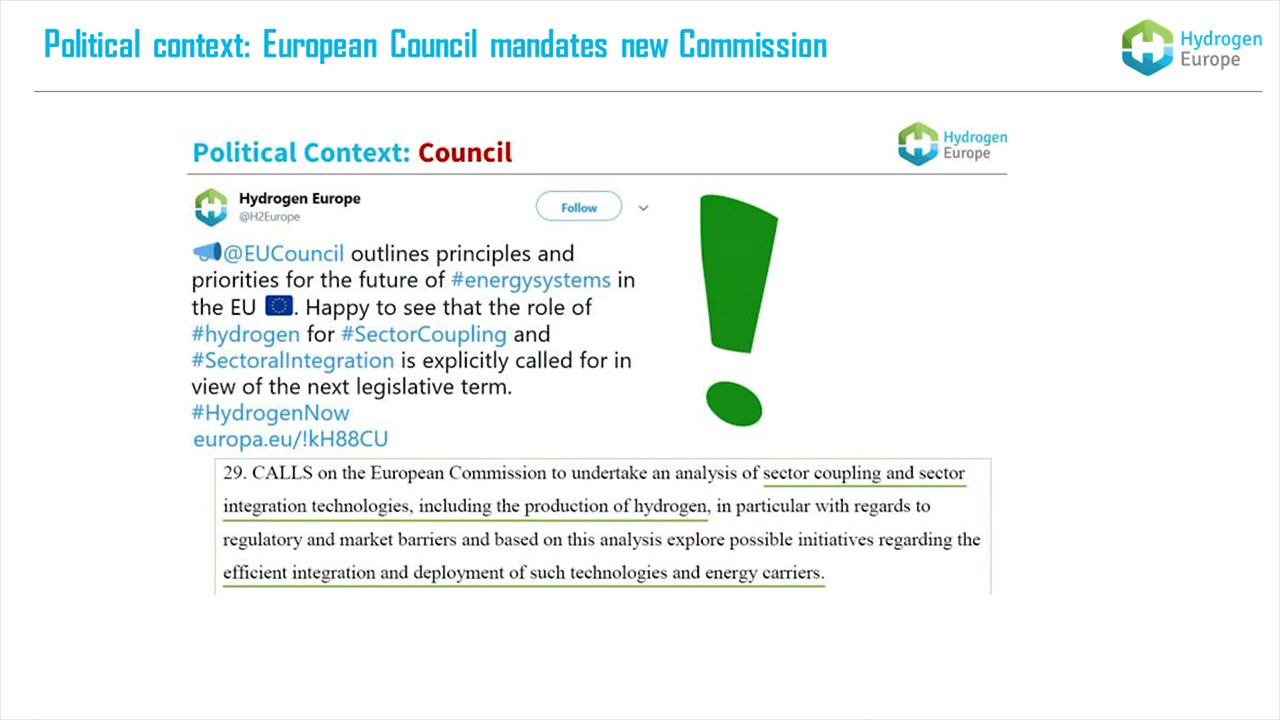 Political context: European Council mandates new Commission
Hydrogen
Europe
Political Context: Council
Hydrogen
Europe
Hydrogen Europe
@H2Europe
Follow
@EUCouncil outlines principles and
priorities for the future of #energysystems in
the EU . Happy to see that the role of
#hydrogen for #SectorCoupling and
#SectoralIntegration is explicitly called for in
view of the next legislative term.
#HydrogenNow
europa.eu/!kH88CU
29. CALLS on the European Commission to undertake an analysis of sector coupling and sector
integration technologies, including the production of hydrogen, in particular with regards to
regulatory and market barriers and based on this analysis explore possible initiatives regarding the
efficient integration and deployment of such technologies and energy carriers.